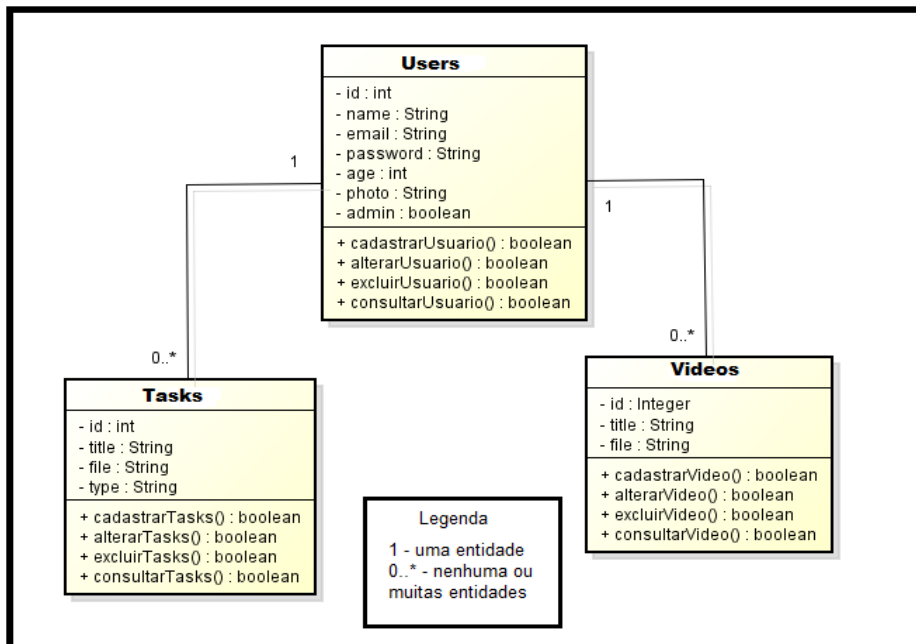 Users
- id : int
- name : String
- email : String
- password : String
- age : int
- photo : String
- admin : boolean
+ cadastrarUsuario() : boolean
+ alterarUsuario() : boolean
+ excluirUsuario() : boolean
+ consultarUsuario() : boolean
1
1
0..*
0..*
Tasks
- id : int
- title : String
- file : String
- type : String
+ cadastrarTasks() : boolean
+ alterarTasks() : boolean
+ excluirTasks() : boolean
+ consultarTasks() : boolean
Videos
- id : Integer
- title : String
- file : String
+ cadastrarVideo() : boolean
+ alterarVideo() : boolean
+ excluirVideo() : boolean
+ consultarVideo() : boolean
Legenda
1 - uma entidade
0..* - nenhuma ou
muitas entidades